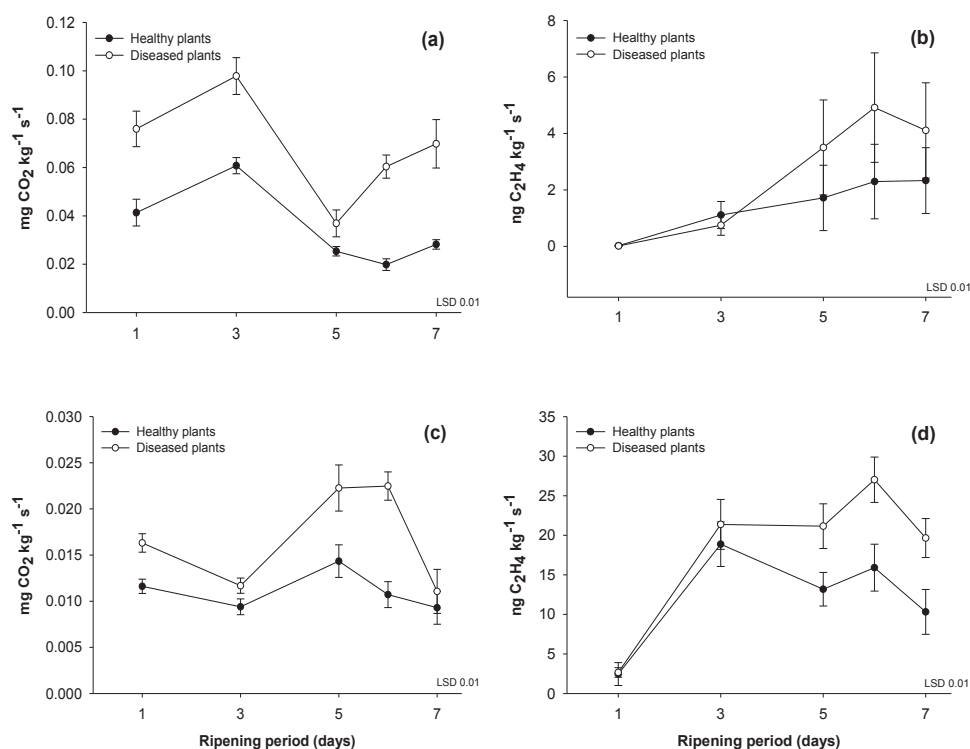 (a)
Healthy plants
Diseased plants
mg CO2 kg-1 s-1
0.12
0.10
0.08
0.06
0.04
0.02
0.00
1 3 5 7
LSD 0.01
(b)
Healthy plants
Diseased plants
ng C2H4 kg-1 s-1
8
6
4
2
0
1 3 5 7
LSD 0.01
Ripening period (days)
(c)
Healthy plants
Diseased plants
mg CO2 kg-1 s-1
0.030
0.025
0.020
0.015
0.010
0.005
0.000
1 3 5 7
LSD 0.01
Ripening period (days)
(d)
Healthy plants
Diseased plants
ng C2H4 kg-1 s-1
35
30
25
20
15
10
5
0
1 3 5 7
LSD 0.01
Ripening period (days)